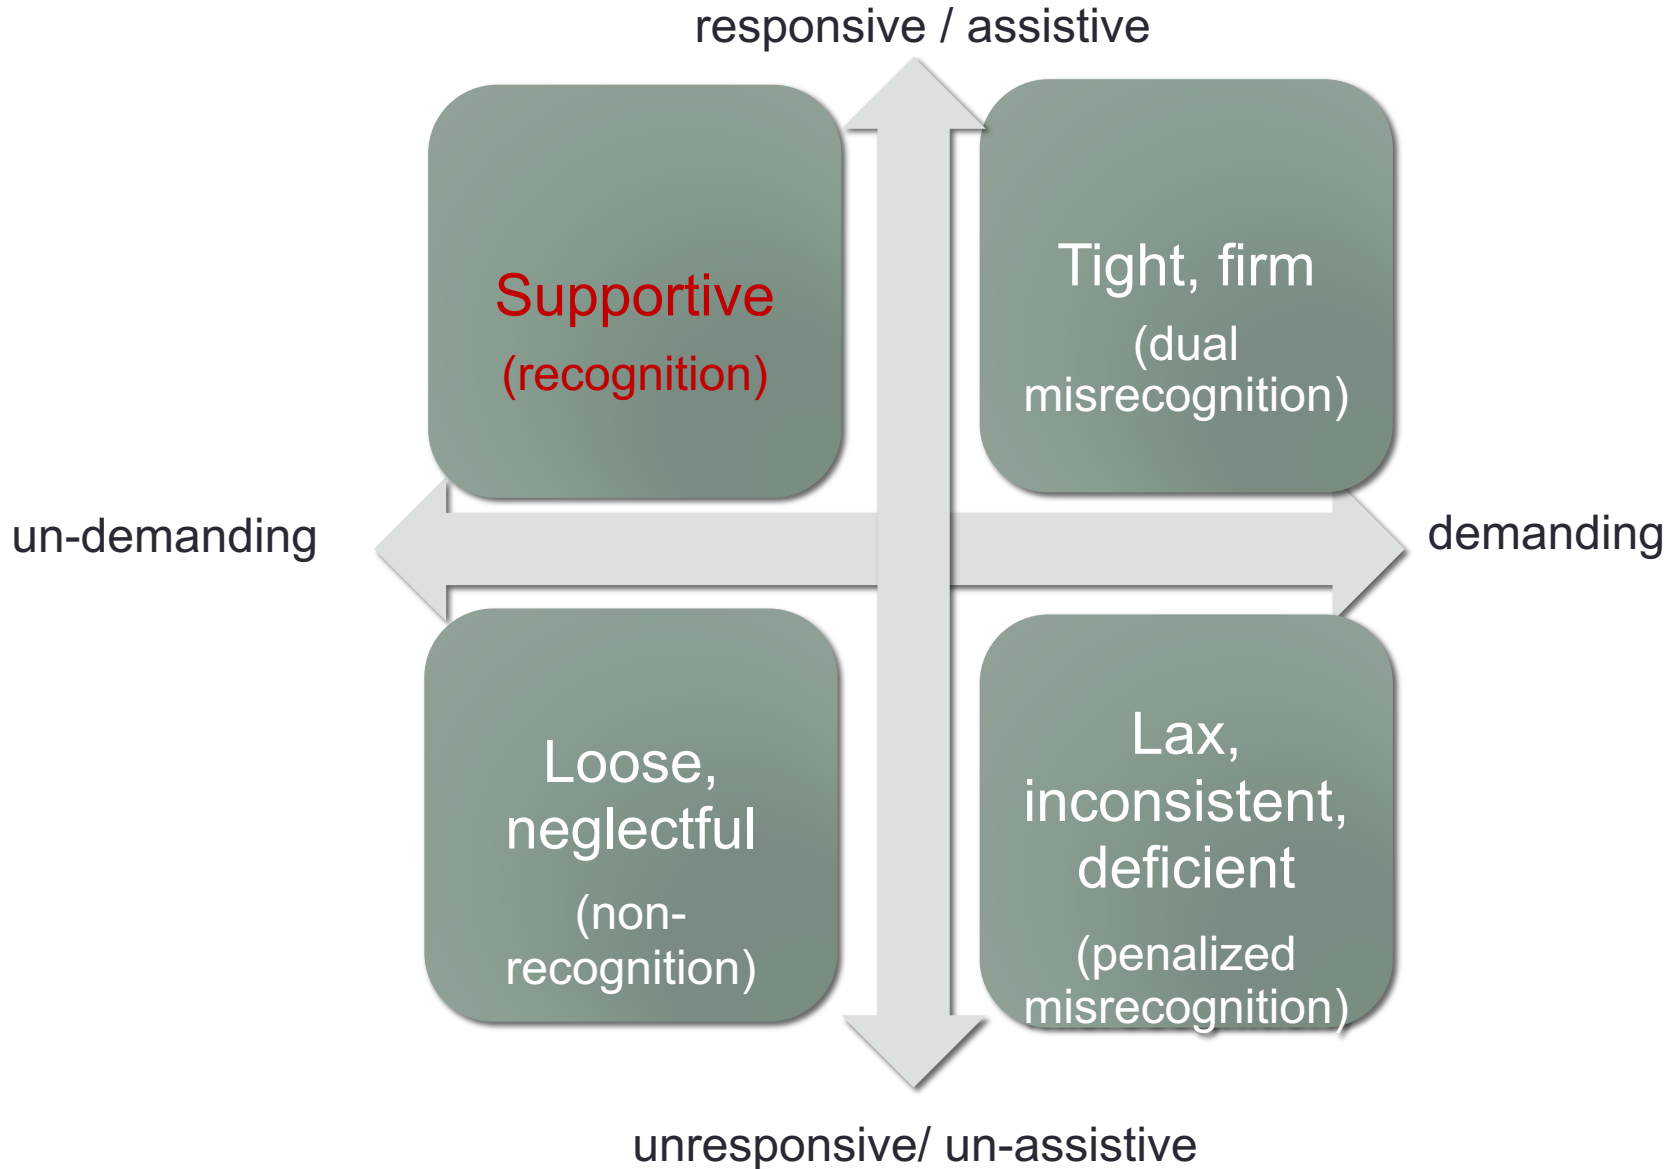 responsive / assistive
Supportive
(recognition)
Tight, firm
(dual
misrecognition)
un-demanding
demanding
Loose,
neglectful
(non-
recognition)
Lax,
inconsistent,
deficient
(penalized
misrecognition)
unresponsive/ un-assistive